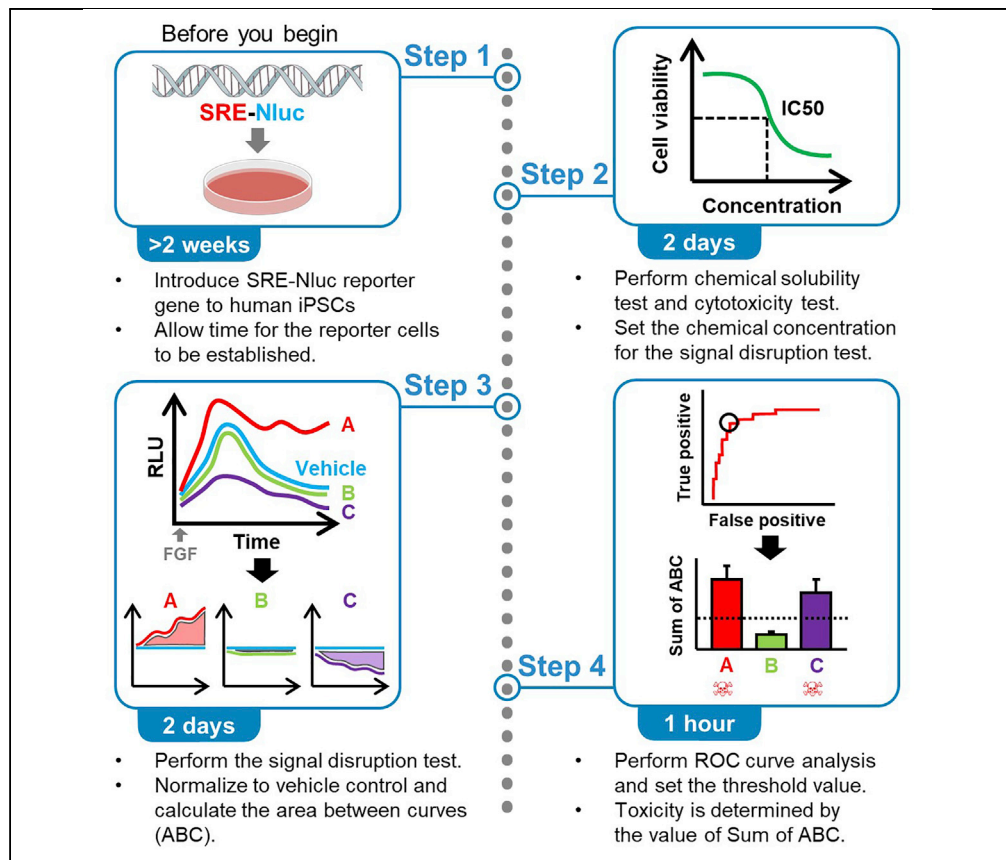 Before you begin
SRE-Nluc
>2 weeks
Step 1
• Introduce SRE-Nluc reporter
gene to human iPSCs
• Allow time for the reporter cells
to be established.
Step 2
Cell viability
IC50
Concentration
2 days
• Perform chemical solubility
test and cytotoxicity test.
• Set the chemical concentration
for the signal disruption test.
Step 3
RLU
A
Vehicle
B
C
FGF
Time
A
B
C
2 days
• Perform the signal disruption test.
• Normalize to vehicle control and
calculate the area between curves
(ABC).
Step 4
True positive
False positive
Sum of ABC
A
B
C
1 hour
• Perform ROC curve analysis
and set the threshold value.
• Toxicity is determined by
the value of Sum of ABC.